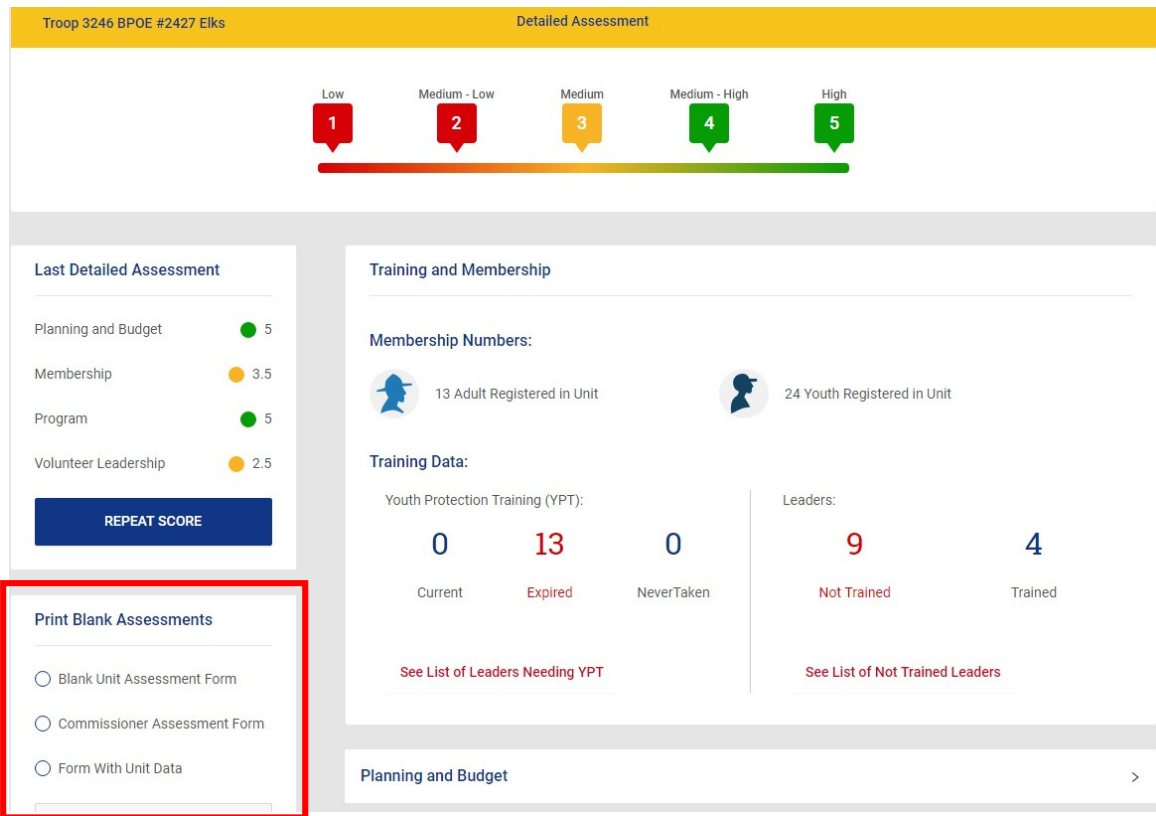 Troop 3246 BPOE #2427 Elks
Detailed Assessment
Low
Medium - Low
Medium
Medium - High
High
1
2
3
4
5
Last Detailed Assessment
Planning and Budget 5
Membership 3.5
Program 5
Volunteer Leadership 2.5
REPEAT SCORE
Print Blank Assessments
Blank Unit Assessment Form
Commissioner Assessment Form
Form With Unit Data
Training and Membership
Membership Numbers:
13 Adult Registered in Unit
24 Youth Registered in Unit
Training Data:
Youth Protection Training (YPT):
0
13
0
Current
Expired
NeverTaken
See List of Leaders Needing YPT
Leaders:
9
4
Not Trained
Trained
See List of Not Trained Leaders
Planning and Budget